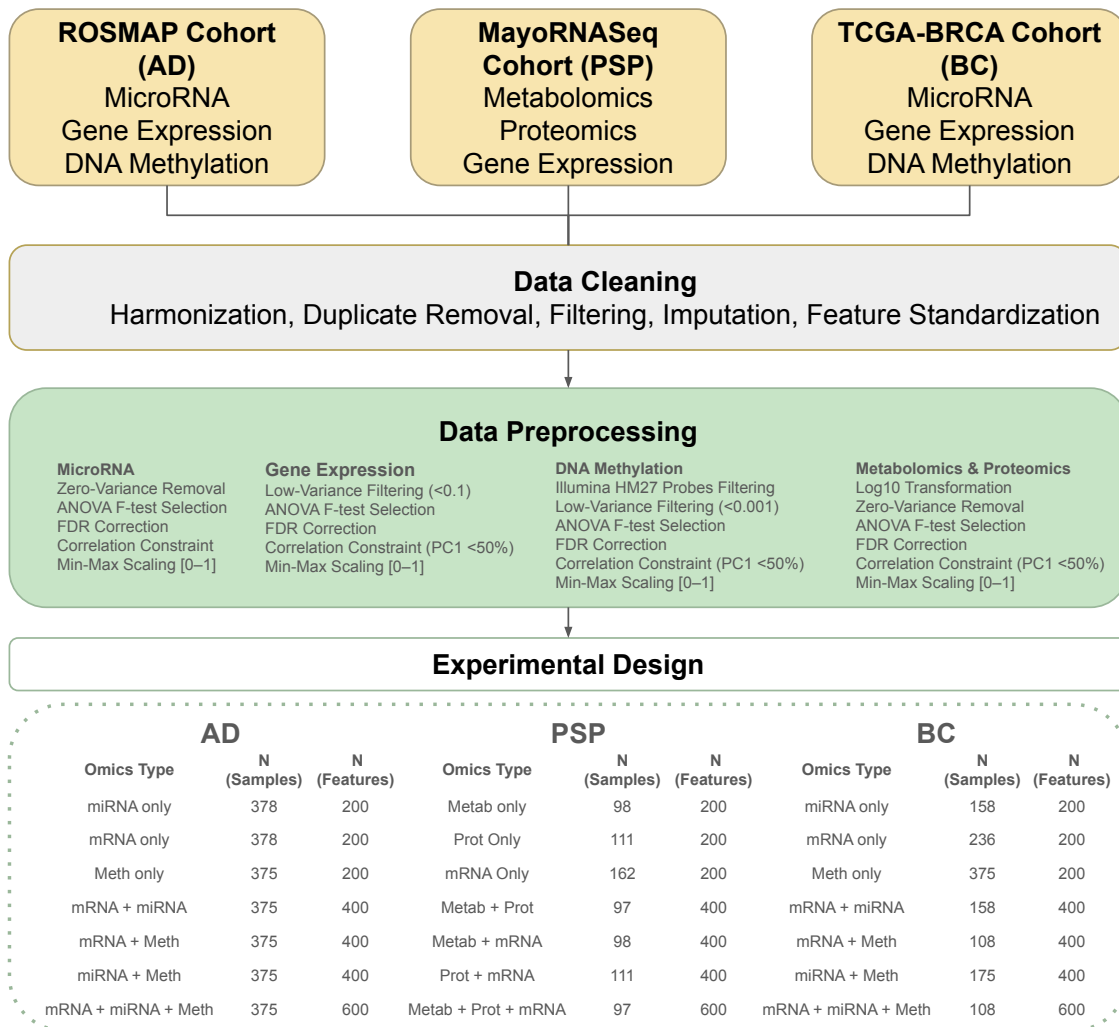 ROSMAP Cohort
(AD)
MicroRNA
Gene Expression
DNA Methylation
MayoRNASeq
Cohort (PSP)
Metabolomics
Proteomics
Gene Expression
TCGA-BRCA Cohort
(BC)
MicroRNA
Gene Expression
DNA Methylation
Data Cleaning
Harmonization, Duplicate Removal, Filtering, Imputation, Feature Standardization
Data Preprocessing
MicroRNA
Zero-Variance Removal
ANOVA F-test Selection
FDR Correction
Correlation Constraint
Min-Max Scaling [0–1]
Gene Expression
Low-Variance Filtering (<0.1)
ANOVA F-test Selection
FDR Correction
Correlation Constraint (PC1 <50%)
Min-Max Scaling [0–1]
DNA Methylation
Illumina HM27 Probes Filtering
Low-Variance Filtering (<0.001)
ANOVA F-test Selection
FDR Correction
Correlation Constraint (PC1 <50%)
Min-Max Scaling [0–1]
Metabolomics & Proteomics
Log10 Transformation
Zero-Variance Removal
ANOVA F-test Selection
FDR Correction
Correlation Constraint (PC1 <50%)
Min-Max Scaling [0–1]
Experimental Design
AD
Omics Type N (Samples) N (Features)
miRNA only 378 200
mRNA only 378 200
Meth only 375 200
mRNA + miRNA 375 400
mRNA + Meth 375 400
miRNA + Meth 375 400
mRNA + miRNA + Meth 375 600
PSP
Omics Type N (Samples) N (Features)
Metab only 98 200
Prot Only 111 200
mRNA Only 162 200
Metab + Prot 97 400
Metab + mRNA 98 400
Prot + mRNA 111 400
Metab + Prot + mRNA 97 600
BC
Omics Type N (Samples) N (Features)
miRNA only 158 200
mRNA only 236 200
Meth only 375 200
mRNA + miRNA 158 400
mRNA + Meth 108 400
miRNA + Meth 175 400
mRNA + miRNA + Meth 108 600